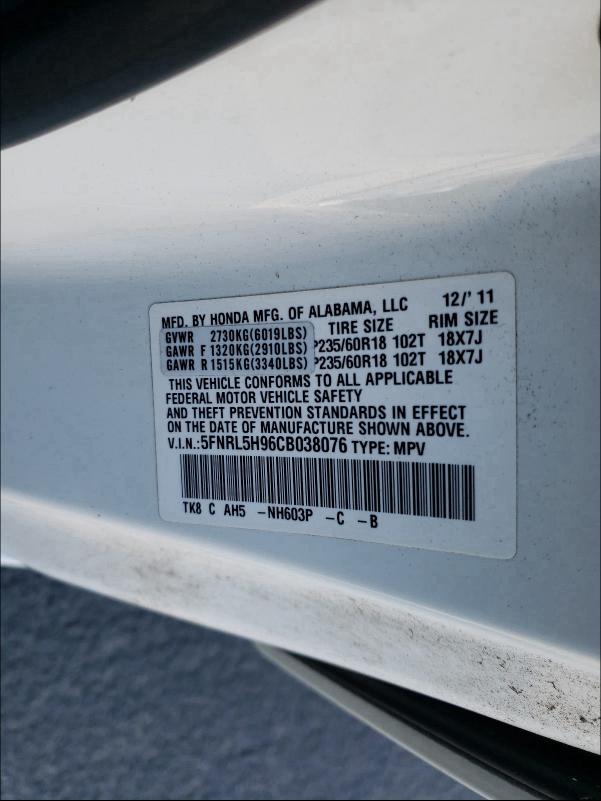 MFD. BY HONDA MFG. OF ALABAMA, LLC 12/'11
GVWR 2730KG(6019LBS) TIRE SIZE RIM SIZE
GAWR F 1320KG(2910LBS) P235/60R18 102T 18X7J
GAWR R 1515KG(3340LBS) P235/60R18 102T 18X7J
THIS VEHICLE CONFORMS TO ALL APPLICABLE
FEDERAL MOTOR VEHICLE SAFETY
AND THEFT PREVENTION STANDARDS IN EFFECT
ON THE DATE OF MANUFACTURE SHOWN ABOVE.
V.I.N.:5FNRL5H96CB038076 TYPE: MPV
TK8 C AH5 -NH603P -C -B